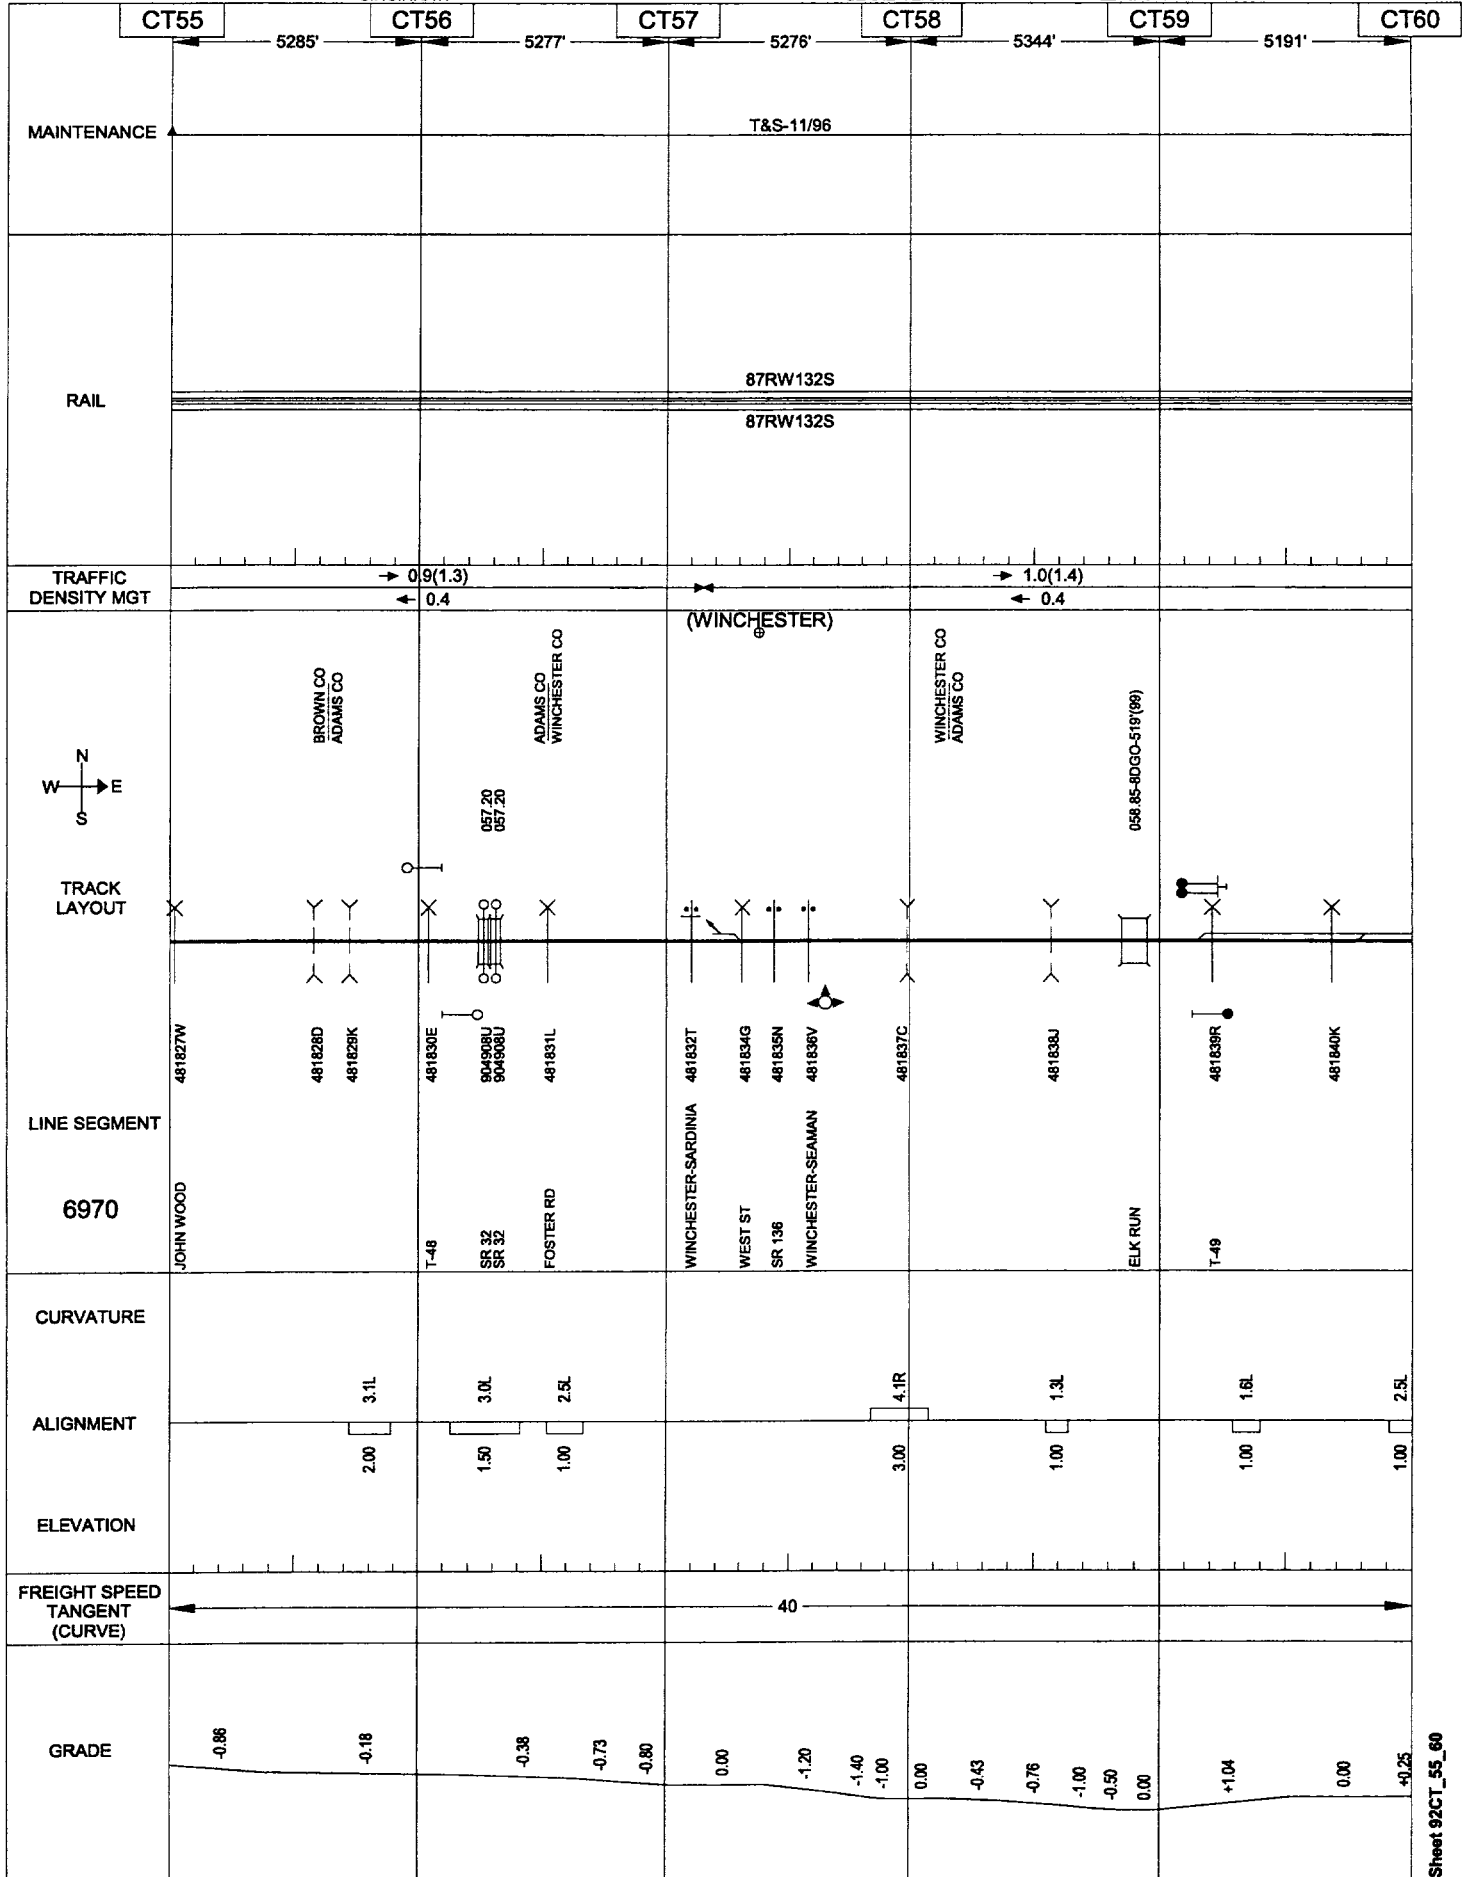 CT55 CT56 CT57 CT58 CT59 CT60
5285' 5277' 5276' 5344' 5191'
MAINTENANCE
T&S-11/96
RAIL
87RW132S
87RW132S
TRAFFIC
DENSITY MGT
0.9(1.3)
0.4
1.0(1.4)
0.4
(WINCHESTER)
BROWN CO
ADAMS CO
ADAMS CO
WINCHESTER CO
WINCHESTER CO
ADAMS CO
N
W E
S
057.20
057.20
058.85-8DGO-519'(99)
TRACK
LAYOUT
481827W
481828D
481829K
481830E
904908U
904908U
481831L
481832T
481834G
481835N
481836V
481837C
481838J
481839R
481840K
LINE SEGMENT
6970
JOHN WOOD
T-48
SR 32
SR 32
FOSTER RD
WINCHESTER-SARDINIA
WEST ST
SR 136
WINCHESTER-SEAMAN
ELK RUN
T-49
CURVATURE
3.1L
3.0L
2.5L
4.1R
1.3L
1.6L
2.5L
ALIGNMENT
2.00
1.50
1.00
3.00
1.00
1.00
1.00
ELEVATION
FREIGHT SPEED
TANGENT
(CURVE)
40
GRADE
-0.86
-0.18
-0.38
-0.73
-0.80
0.00
-1.20
-1.40
-1.00
0.00
-0.43
-0.76
-1.00
-0.50
0.00
+1.04
0.00
+0.25
Sheet 92CT_55_60